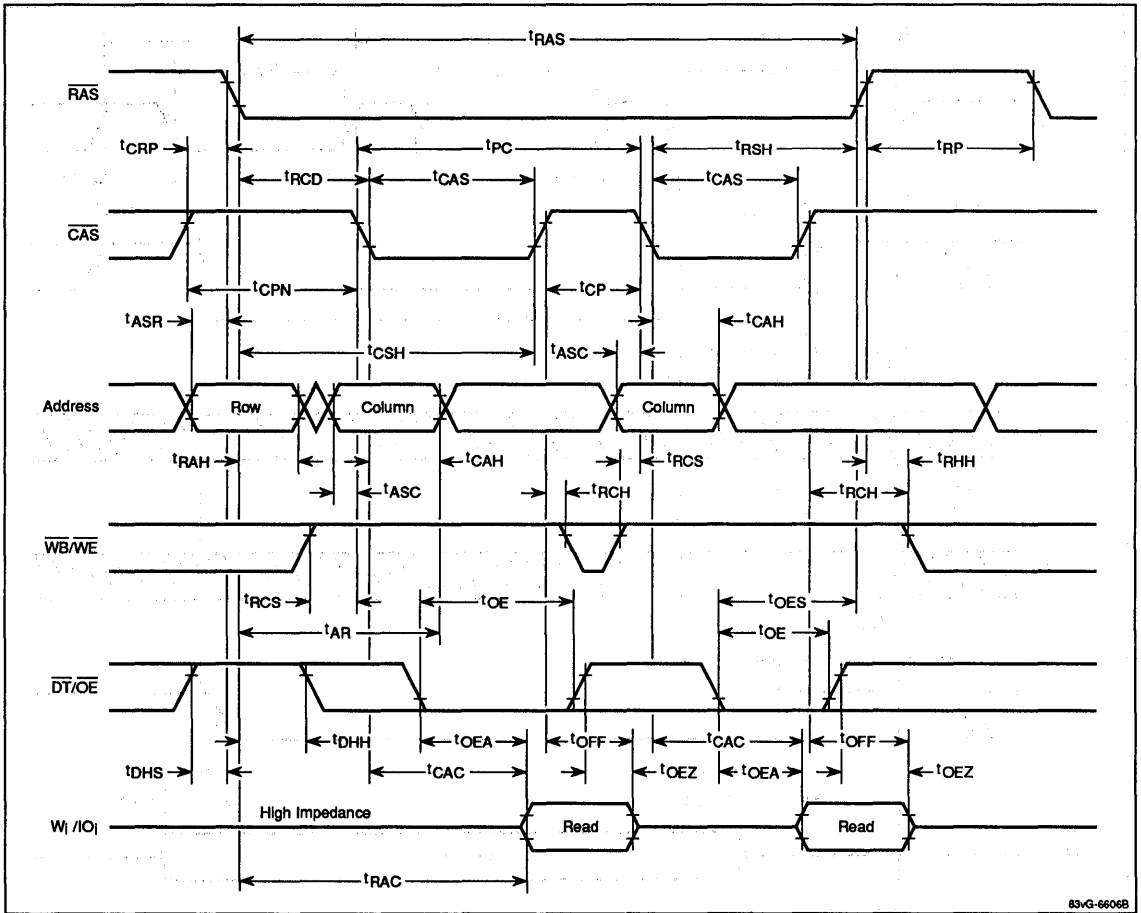 tRAS
RAS
tCRP
tPC
tRSH
tRP
tRCD
tCAS
tCAS
CAS
tCPN
tCP
tASR
tCAH
tCSH
tASC
Address
Row
Column
Column
tRAH
tCAH
tRCS
tRHH
tASC
tRCH
tRCH
WB/WE
tRCS
tOE
tOES
tAR
tOE
DT/OE
tDHH
tOEA
tOFF
tCAC
tOFF
tDHS
tCAC
tOEZ
tOEA
tOEZ
High Impedance
Wi /IOi
Read
Read
tRAC
83vG-6606B